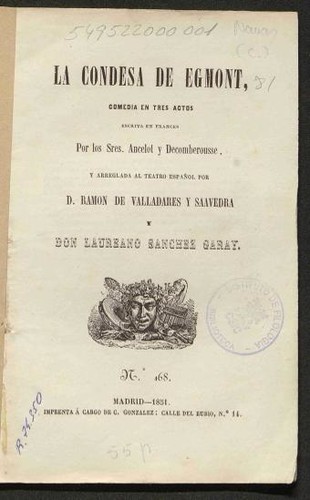 549522000001
LA CONDESA DE EGMONT,
COMEDIA EN TRES ACTOS
ESCRITA EN FRANCES
Por los Sres. Ancelot y Decomberousse,
Y ARREGLADA AL TEATRO ESPAÑOL POR
D. RAMON DE VALLADARES Y SAAVEDRA
Y
DON LAUREANO SANCHEZ GARAY.
N.º 168.
MADRID—1851.
IMPRENTA Á CARGO DE C. GONZALEZ: CALLE DEL RUBIO, N.º 14.
55 p